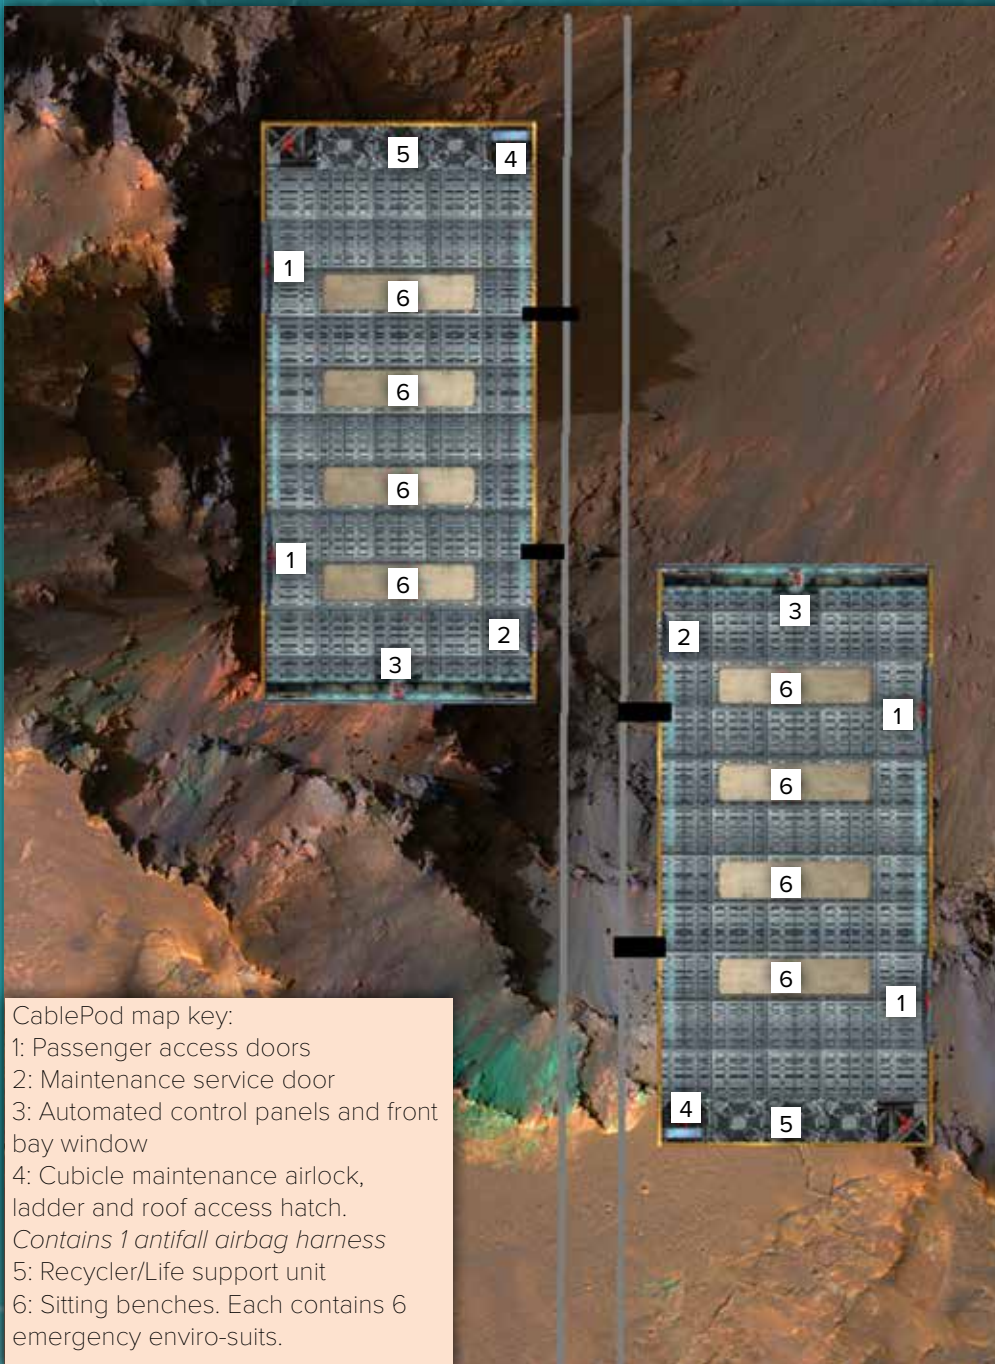 5
4
1
6
6
6
1
6
2
3
3
2
6
1
6
6
6
1
4
5
CablePod map key:
1: Passenger access doors
2: Maintenance service door
3: Automated control panels and front
bay window
4: Cubicle maintenance airlock,
ladder and roof access hatch.
Contains 1 antifall airbag harness
5: Recycler/Life support unit
6: Sitting benches. Each contains 6
emergency enviro-suits.